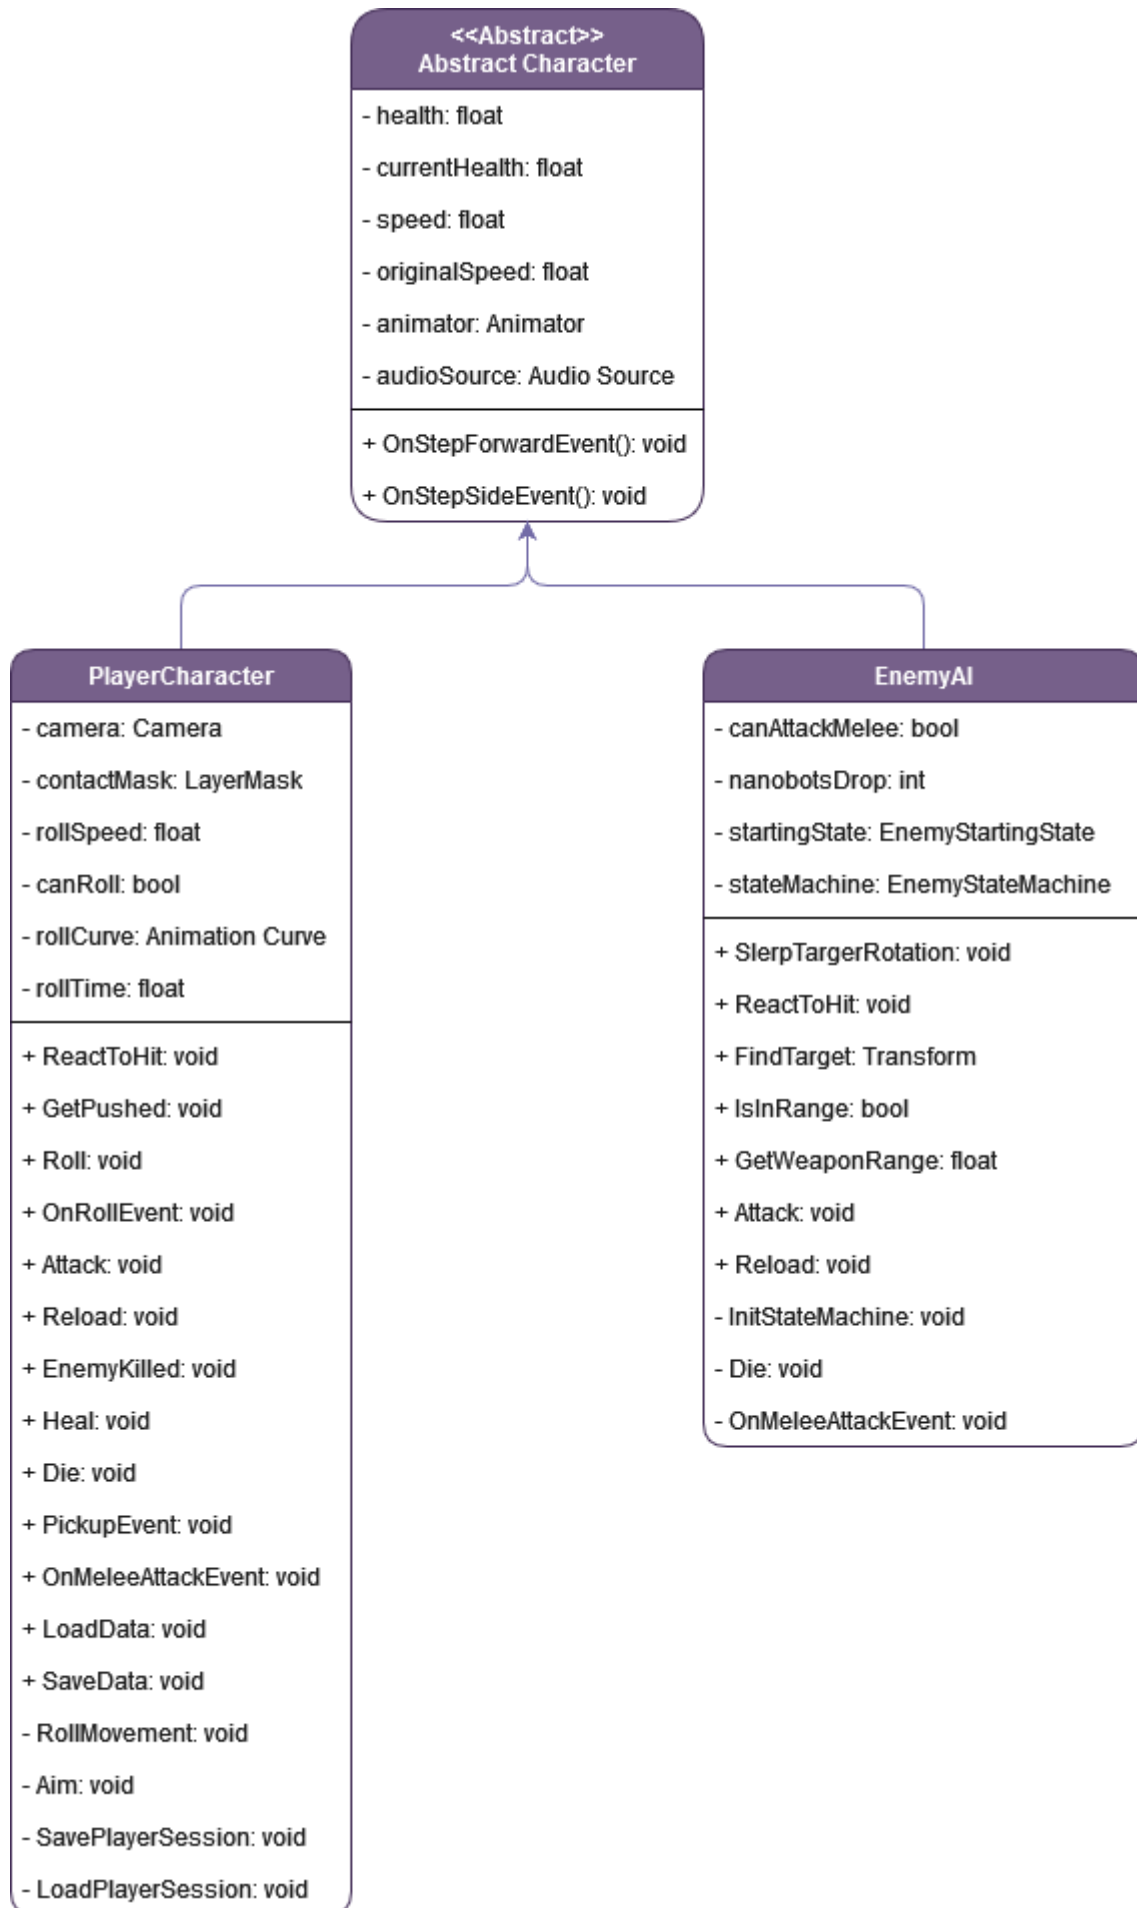 <<Abstract>>
Abstract Character
- health: float
- currentHealth: float
- speed: float
- originalSpeed: float
- animator: Animator
- audioSource: Audio Source
+ OnStepForwardEvent(): void
+ OnStepSideEvent(): void
PlayerCharacter
- camera: Camera
- contactMask: LayerMask
- rollSpeed: float
- canRoll: bool
- rollCurve: Animation Curve
- rollTime: float
+ ReactToHit: void
+ GetPushed: void
+ Roll: void
+ OnRollEvent: void
+ Attack: void
+ Reload: void
+ EnemyKilled: void
+ Heal: void
+ Die: void
+ PickupEvent: void
+ OnMeleeAttackEvent: void
+ LoadData: void
+ SaveData: void
- RollMovement: void
- Aim: void
- SavePlayerSession: void
- LoadPlayerSession: void
EnemyAI
- canAttackMelee: bool
- nanobotsDrop: int
- startingState: EnemyStartingState
- stateMachine: EnemyStateMachine
+ SlerpTargerRotation: void
+ ReactToHit: void
+ FindTarget: Transform
+ IsInRange: bool
+ GetWeaponRange: float
+ Attack: void
+ Reload: void
- InitStateMachine: void
- Die: void
- OnMeleeAttackEvent: void